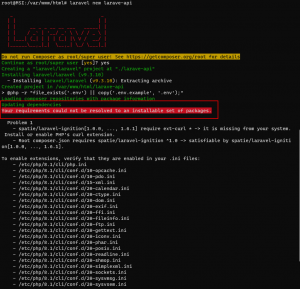 root@MSI:/var/www/html# laravel new larave-api
Laravel
Do not run Composer as root/super user! See https://getcomposer.org/root for details
Continue as root/super user [yes]? yes
Creating a "laravel/laravel" project at "./larave-api"
Installing laravel/laravel (v9.3.10)
  - Installing laravel/laravel (v9.3.10): Extracting archive
Created project in /var/www/html/larave-api
> @php -r "file_exists('.env') || copy('.env.example', '.env');"
Loading composer repositories with package information
Updating dependencies
Your requirements could not be resolved to an installable set of packages.
  Problem 1
    - spatie/laravel-ignition[1.0.0, ..., 1.6.1] require ext-curl * -> it is missing from your system.
Install or enable PHP's curl extension.
    - Root composer.json requires spatie/laravel-ignition ^1.0 -> satisfiable by spatie/laravel-igniti
on[1.0.0, ..., 1.6.1].
To enable extensions, verify that they are enabled in your .ini files:
    - /etc/php/8.1/cli/php.ini
    - /etc/php/8.1/cli/conf.d/10-opcache.ini
    - /etc/php/8.1/cli/conf.d/10-pdo.ini
    - /etc/php/8.1/cli/conf.d/15-xml.ini
    - /etc/php/8.1/cli/conf.d/20-calendar.ini
    - /etc/php/8.1/cli/conf.d/20-ctype.ini
    - /etc/php/8.1/cli/conf.d/20-dom.ini
    - /etc/php/8.1/cli/conf.d/20-exif.ini
    - /etc/php/8.1/cli/conf.d/20-ffi.ini
    - /etc/php/8.1/cli/conf.d/20-fileinfo.ini
    - /etc/php/8.1/cli/conf.d/20-ftp.ini
    - /etc/php/8.1/cli/conf.d/20-gettext.ini
    - /etc/php/8.1/cli/conf.d/20-iconv.ini
    - /etc/php/8.1/cli/conf.d/20-phar.ini
    - /etc/php/8.1/cli/conf.d/20-posix.ini
    - /etc/php/8.1/cli/conf.d/20-readline.ini
    - /etc/php/8.1/cli/conf.d/20-shmop.ini
    - /etc/php/8.1/cli/conf.d/20-simplexml.ini
    - /etc/php/8.1/cli/conf.d/20-sockets.ini
    - /etc/php/8.1/cli/conf.d/20-sysvmsg.ini
    - /etc/php/8.1/cli/conf.d/20-sysvsem.ini